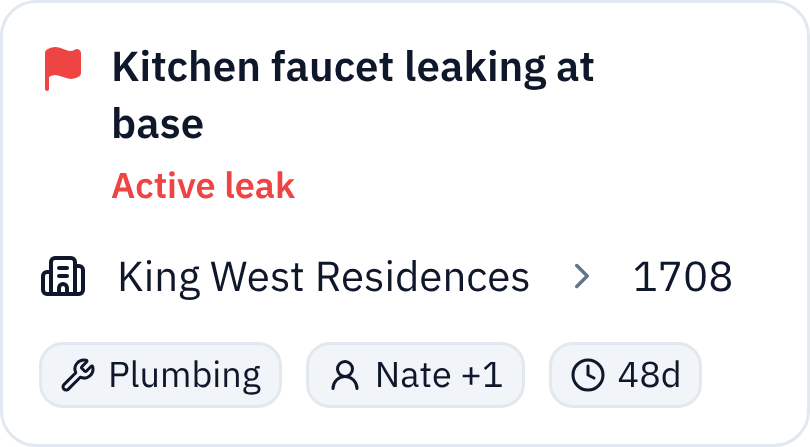 Kitchen faucet leaking at
base
Active leak
King West Residences > 1708
Plumbing Nate +1 48d